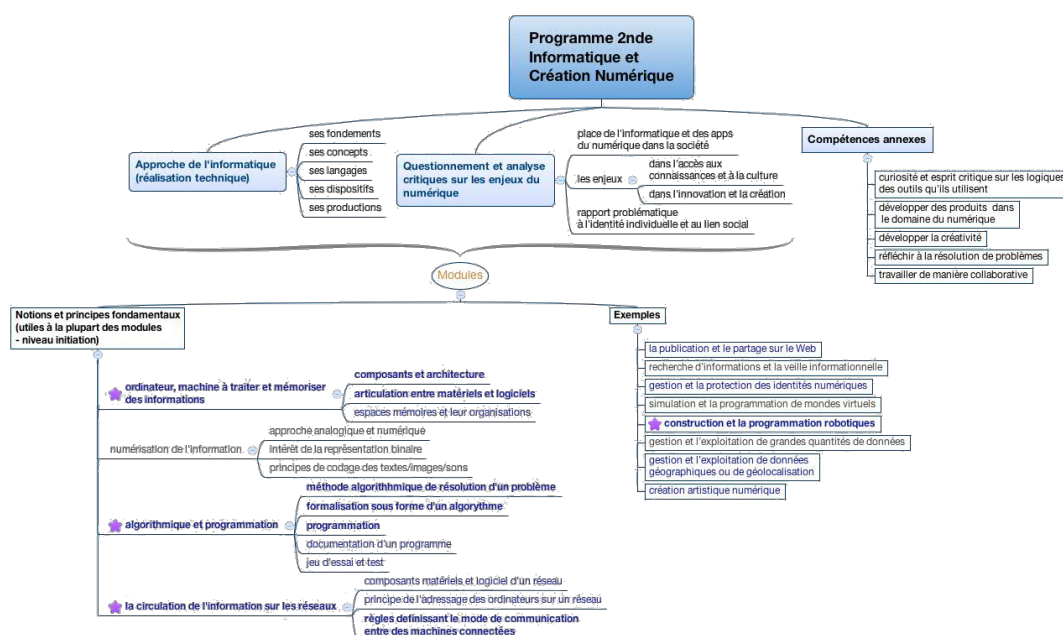 Programme 2nde
Informatique et
Création Numérique
Approche de l'informatique
(réalisation technique)
ses fondements
ses concepts
ses langages
ses dispositifs
ses productions
Questionnement et analyse
critiques sur les enjeux du
numérique
place de l'informatique et des apps
du numérique dans la société
les enjeux
dans l'accès aux
connaissances et à la culture
dans l'innovation et la création
rapport problématique
à l'identité individuelle et au lien social
Compétences annexes
curiosité et esprit critique sur les logiques
des outils qu'ils utilisent
développer des produits dans
le domaine du numérique
développer la créativité
réfléchir à la résolution de problèmes
travailler de manière collaborative
Modules
Notions et principes fondamentaux
(utiles à la plupart des modules
- niveau initiation)
ordinateur, machine à traiter et mémoriser
des informations
composants et architecture
articulation entre matériels et logiciels
espaces mémoires et leur organisations
numérisation de l'information
approche analogique et numérique
intérêt de la représentation binaire
principes de codage des textes/images/sons
algorithmique et programmation
méthode algorithhmique de résolution d'un problème
formalisation sous forme d'un algorythme
programmation
documentation d'un programme
jeu d'essai et test
la circulation de l'information sur les réseaux
composants matériels et logiciel d'un réseau
principe de l'adressage des ordinateurs sur un réseau
règles definissant le mode de communication
entre des machines connectées
Exemples
la publication et le partage sur le Web
recherche d'informations et la veille informationnelle
gestion et la protection des identités numériques
simulation et la programmation de mondes virtuels
construction et la programmation robotiques
gestion et l'exploitation de grandes quantités de données
gestion et l'exploitation de données
géographiques ou de géolocalisation
création artistique numérique